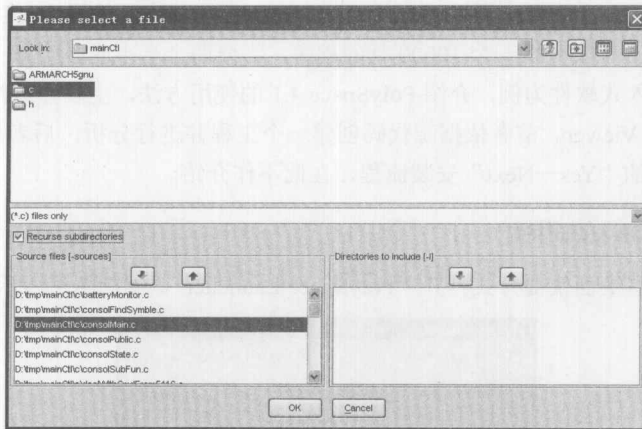 Please select a file
Look in: mainCtl
ARMARCH5gnu
c
h
(*.c) files only
Recurse subdirectories
Source files [-sources]
Directories to include [-I]
D:\tmp\mainCtl\c\batteryMonitor.c
D:\tmp\mainCtl\c\consolFindSymble.c
D:\tmp\mainCtl\c\consolMain.c
D:\tmp\mainCtl\c\consolPublic.c
D:\tmp\mainCtl\c\consolState.c
D:\tmp\mainCtl\c\consolSubFun.c
OK
Cancel